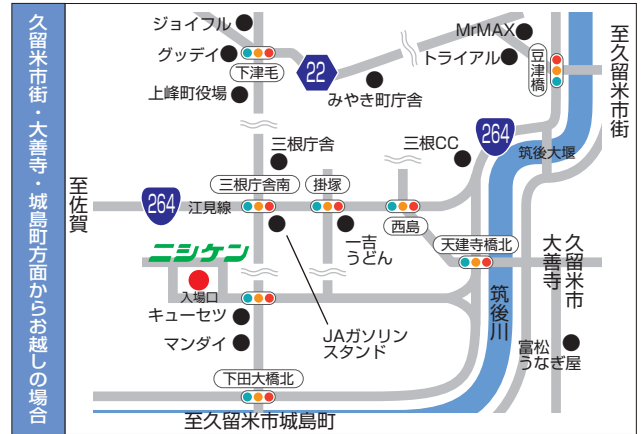 久留米市街・大善寺・城島町方面からお越しの場合
ジョイフル
グッデイ
下津毛
上峰町役場
22
みやき町庁舎
MrMAX
トライアル
豆津橋
至久留米市街
三根庁舎
三根CC
264
筑後大堰
至佐賀
264
江見線
三根庁舎南
掛塚
西島
一吉
うどん
天建寺橋北
久留米市
大善寺
ニシケン
入場口
キューセツ
マンダイ
JAガソリン
スタンド
筑後川
富松
うなぎ屋
下田大橋北
至久留米市城島町